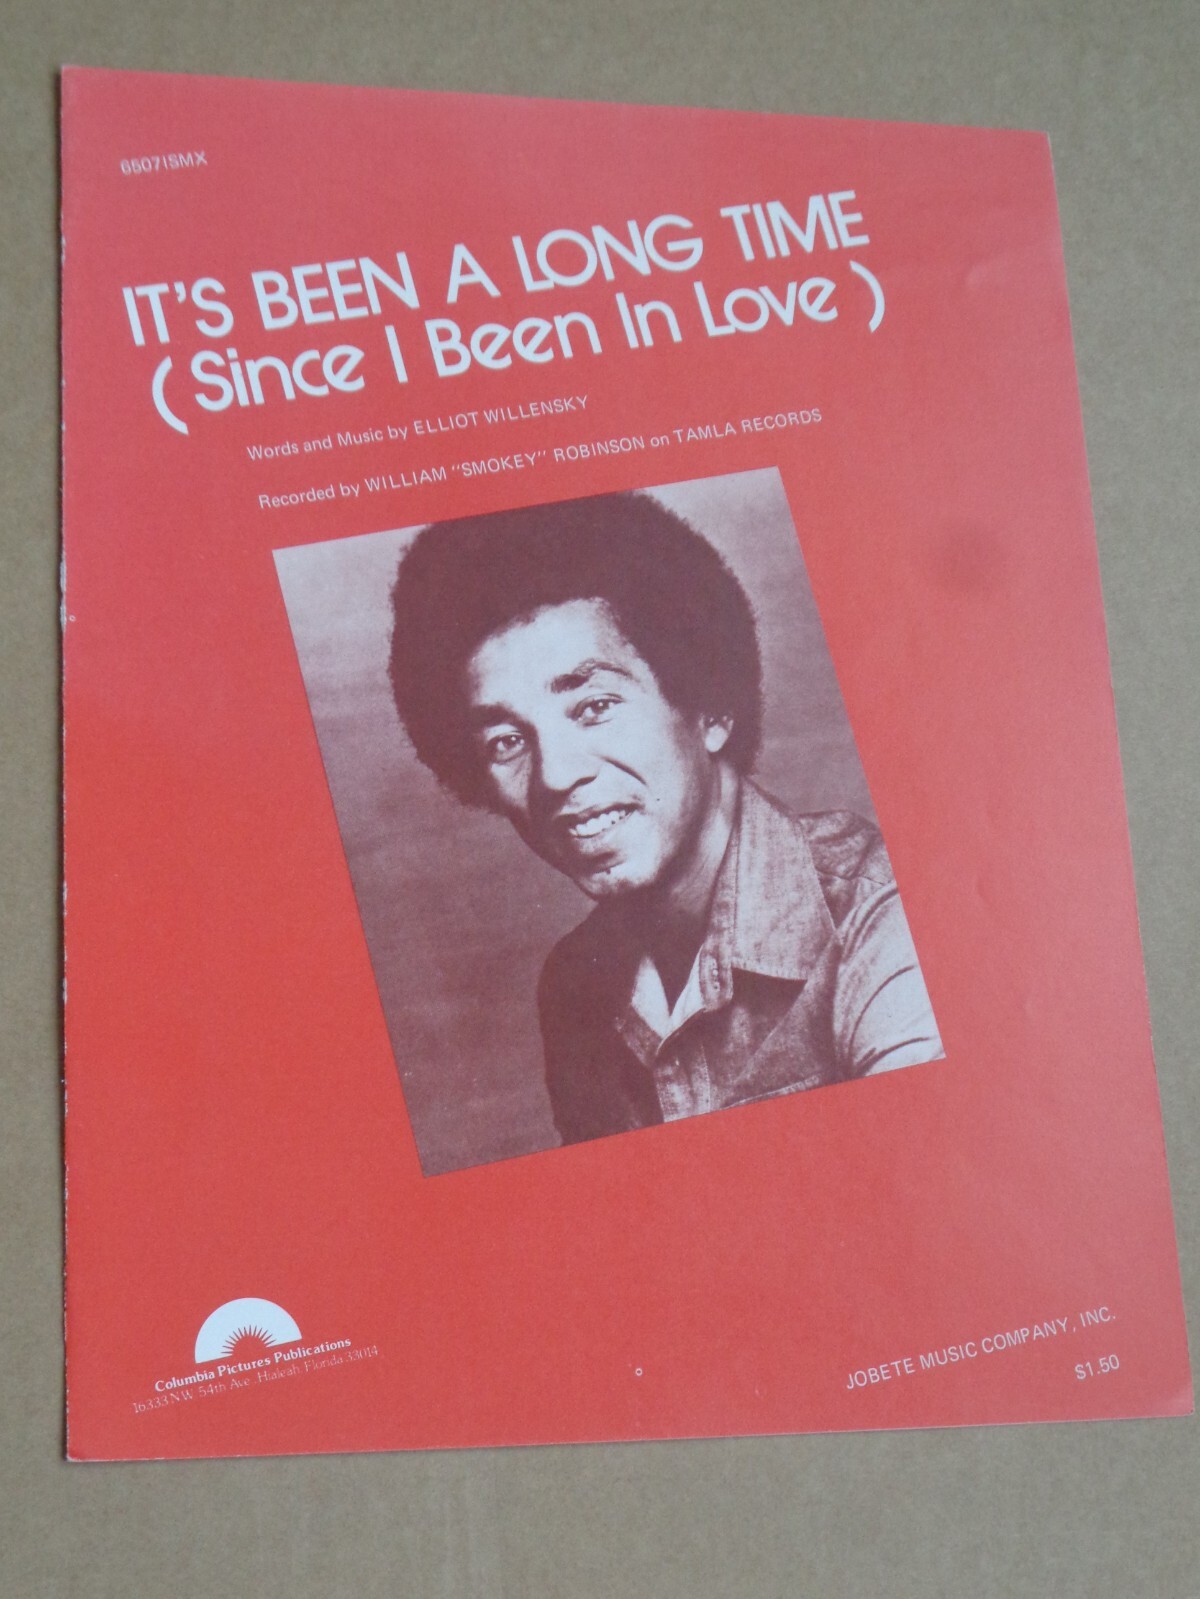 6507ISMX
IT'S BEEN A LONG TIME
(Since I Been In Love)
Words and Music by ELLIOT WILLENSKY
Recorded by WILLIAM "SMOKEY" ROBINSON on TAMLA RECORDS
Columbia Pictures Publications
16333 NW 54th Ave., Hialeah, Florida 33014
JOBETE MUSIC COMPANY, INC.
$1.50